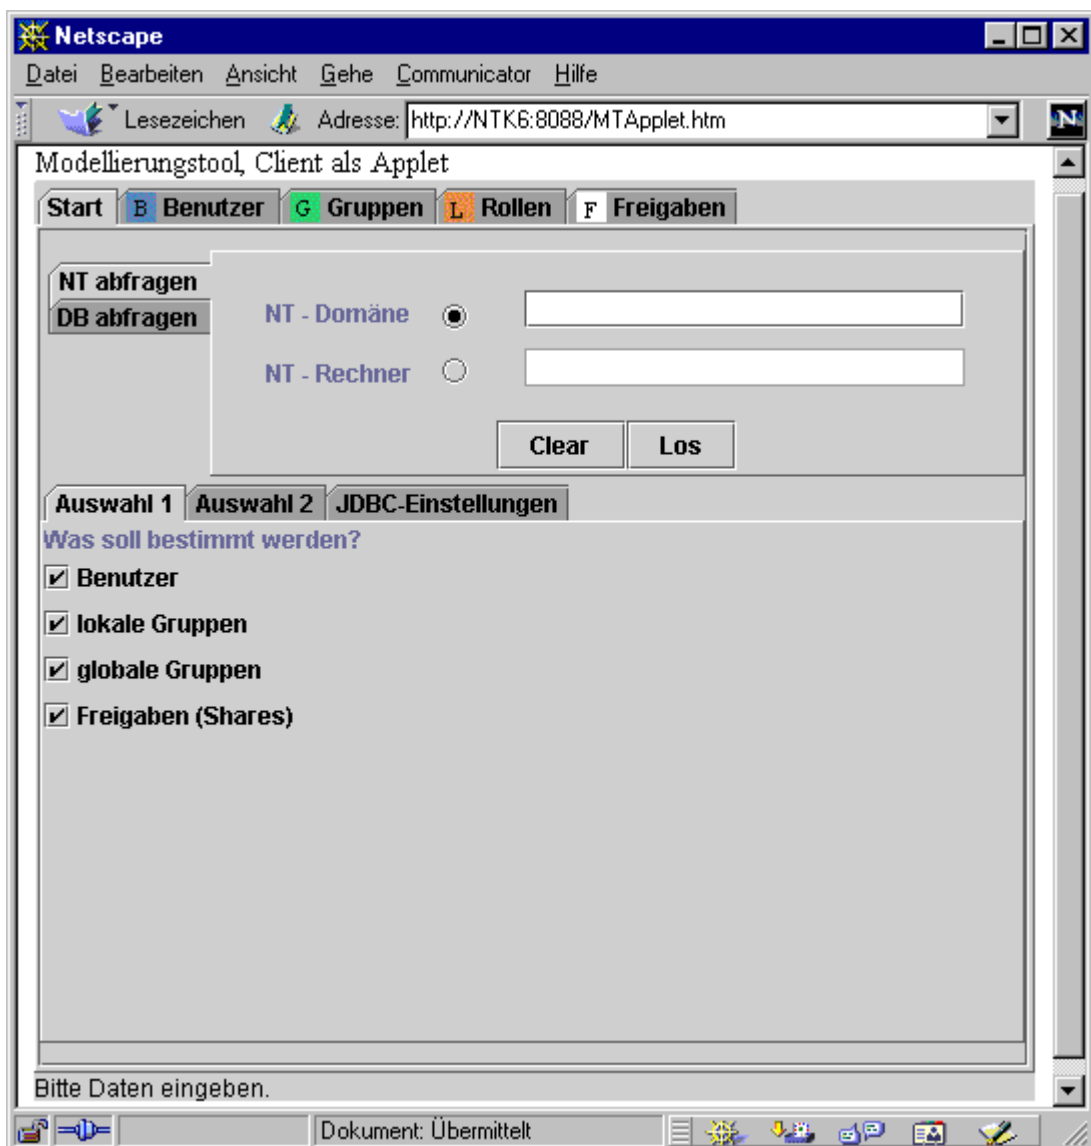 Netscape
Datei Bearbeiten Ansicht Gehe Communicator Hilfe
Lesezeichen Adresse: http://NTK6:8088/MTApplet.htm N
Modellierungstool, Client als Applet
Start B Benutzer G Gruppen L Rollen F Freigaben
NT abfragen
DB abfragen
NT - Domäne
NT - Rechner
Clear Los
Auswahl 1 Auswahl 2 JDBC-Einstellungen
Was soll bestimmt werden?
Benutzer
lokale Gruppen
globale Gruppen
Freigaben (Shares)
Bitte Daten eingeben.
Dokument: Übermittelt